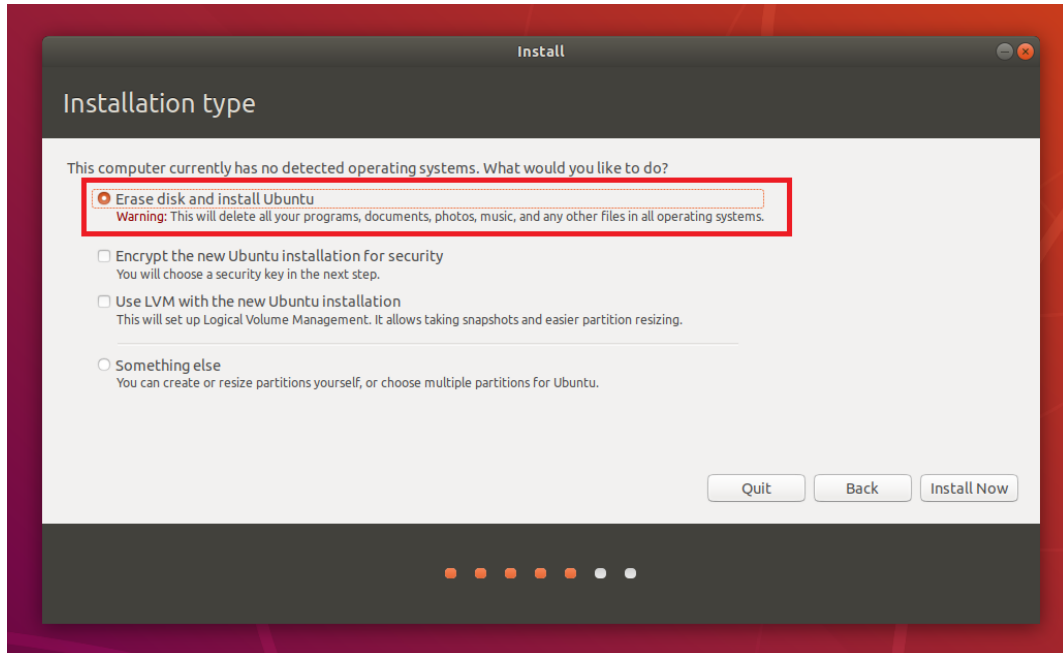 Install
Installation type
This computer currently has no detected operating systems. What would you like to do?
Erase disk and install Ubuntu
Warning: This will delete all your programs, documents, photos, music, and any other files in all operating systems.
Encrypt the new Ubuntu installation for security
You will choose a security key in the next step.
Use LVM with the new Ubuntu installation
This will set up Logical Volume Management. It allows taking snapshots and easier partition resizing.
Something else
You can create or resize partitions yourself, or choose multiple partitions for Ubuntu.
Quit Back Install Now